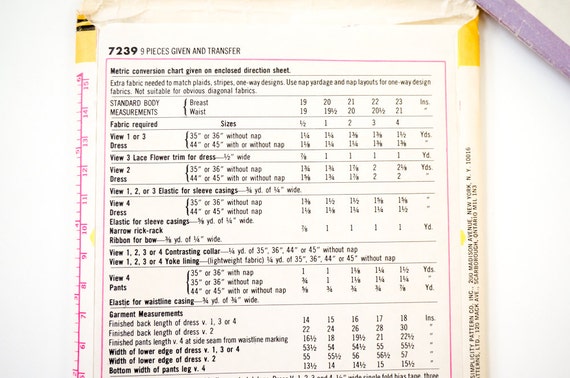 7239 9 PIECES GIVEN AND TRANSFER
Metric conversion chart given on enclosed direction sheet.
Extra fabric needed to match plaids, stripes, one-way designs. Use nap yardage and nap layouts for one-way design
fabrics. Not suitable for obvious diagonal fabrics.
STANDARD BODY Breast 19 20 21 22 23 Ins.
MEASUREMENTS Waist 19 19½ 20 20½ 21 "
Fabric required Sizes ½ 1 2 3 4
View 1 or 3 35" or 36" without nap 1¼ 1¼ 1⅜ 1⅜ 1½ Yds.
Dress 44" or 45" with or without nap 1⅛ 1⅛ 1¼ 1¼ 1⅜ "
View 3 Lace Flower trim for dress—½" wide ⅞ 1 1 1 1 Yd.
View 2 35" or 36" without nap 1¾ 1¾ 1⅞ 2 2⅛ Yds.
Dress 44" or 45" with or without nap 1⅝ 1¾ 1⅞ 2 2 "
View 1, 2, or 3 Elastic for sleeve casings—⅜ yd. of ¼" wide.
View 4 35" or 36" without nap 1⅜ 1½ 1½ 1⅝ 1¾ Yds.
Dress 44" or 45" with or without nap 1⅛ 1⅛ 1⅜ 1¼ 1½ "
Elastic for sleeve casings—⅜ yd. of ¼" wide.
Narrow rick-rack ⅞ 1 1 1 1 Yd.
Ribbon for bow—⅝ yd. of ¼" wide.
View 1, 2, 3 or 4 Contrasting collar—¼ yd. of 35", 36", 44" or 45" without nap
View 1, 2, 3 or 4 Yoke lining—(lightweight fabric) ¼ yd. of 35", 36", 44" or 45" without nap.
View 4 35" or 36" with nap 1 1 1⅛ 1¼ 1½ Yds.
Pants 35" or 36" without nap ¾ 1 1⅛ 1¼ 1¼ "
44" or 45" with or without nap ⅝ ¾ ¾ ⅞ ⅞ "
Elastic for waistline casing—¾ yd. of ¾" wide.
Garment Measurements
Finished back length of dress v. 1, 3 or 4 14 15 16 17 18 Ins.
Finished back length of dress v. 2 22 24 26 28 30 "
Finished pants length v. 4 at side seam from waistline marking 16½ 18 19½ 21 22½ "
Width of lower edge of dress v. 1, 3 or 4 53½ 54 54½ 55 55½ "
Width of lower edge of dress v. 2 55 55½ 56 56½ 57 "
Bottom width of pants leg v. 4 13½ 14 14½ 15 15½ "
SIMPLICITY PATTERN CO. INC., 200 MADISON AVENUE, NEW YORK, N. Y. 10016